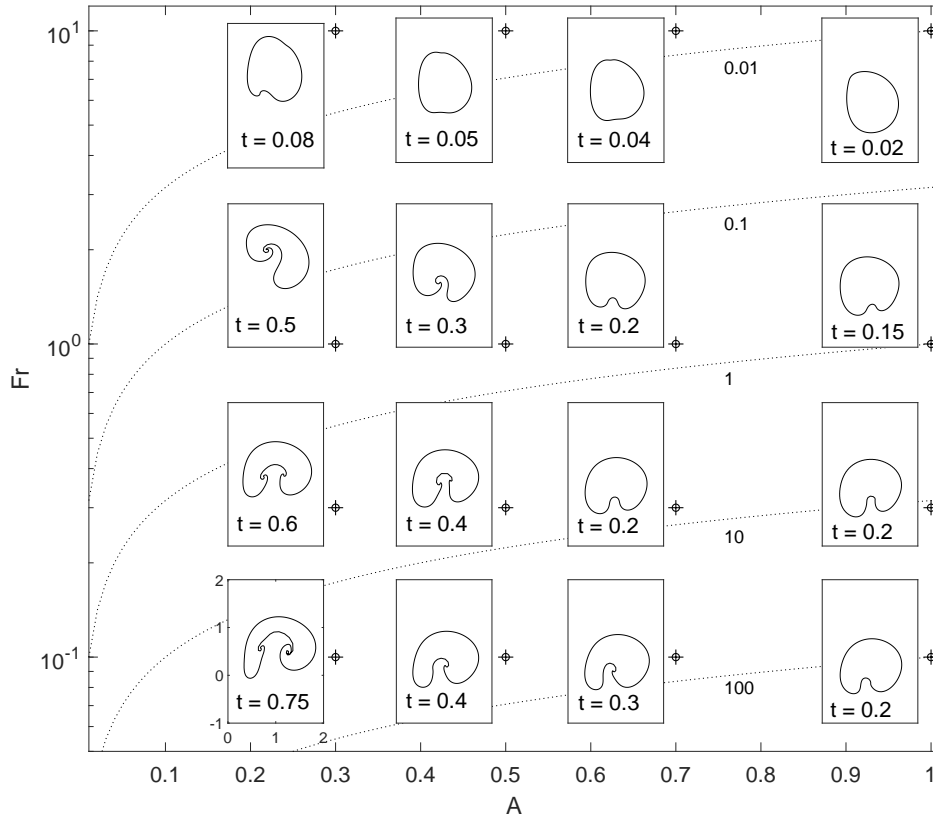 10^1
0.01
t = 0.08
t = 0.05
t = 0.04
t = 0.02
0.1
t = 0.5
t = 0.3
t = 0.2
t = 0.15
10^0
Fr
1
t = 0.6
t = 0.4
t = 0.2
t = 0.2
10
2
1
0
-1
t = 0.75
t = 0.4
t = 0.3
t = 0.2
10^-1
100
0 1 2
0.1 0.2 0.3 0.4 0.5 0.6 0.7 0.8 0.9 1
A